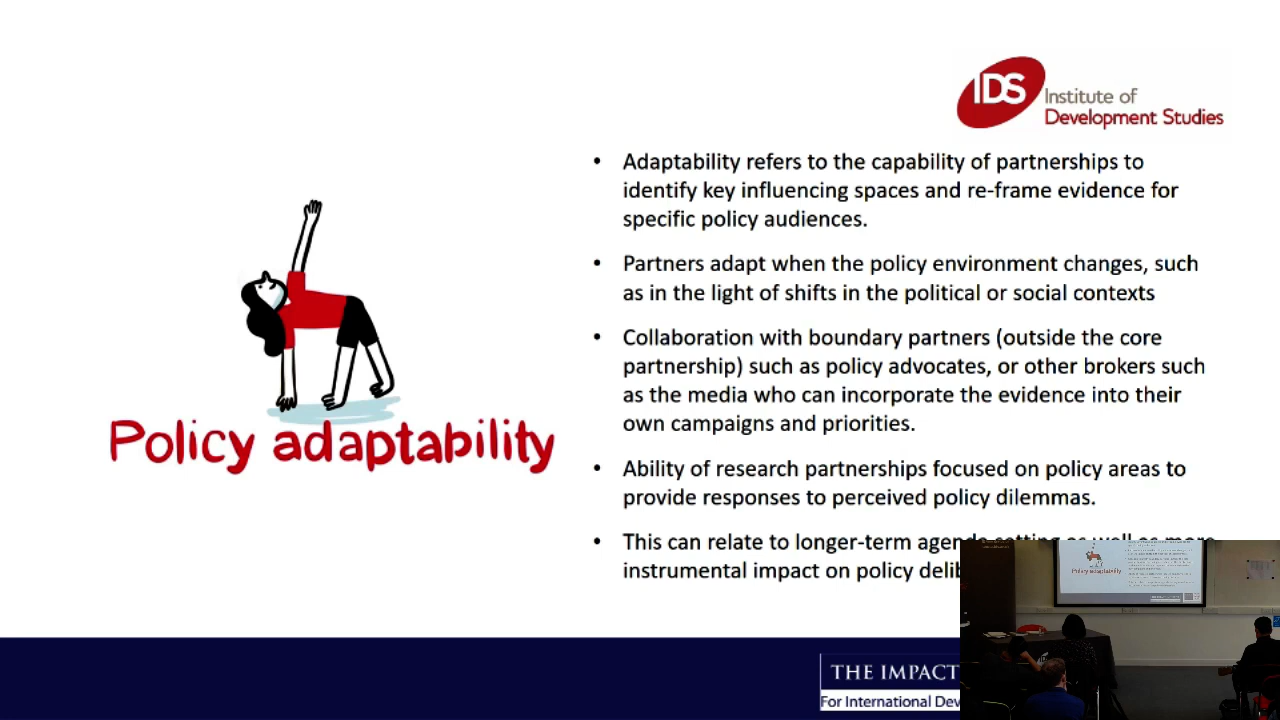 IDS
Institute of
Development Studies
• Adaptability refers to the capability of partnerships to
identify key influencing spaces and re-frame evidence for
specific policy audiences.
• Partners adapt when the policy environment changes, such
as in the light of shifts in the political or social contexts
• Collaboration with boundary partners (outside the core
partnership) such as policy advocates, or other brokers such
as the media who can incorporate the evidence into their
own campaigns and priorities.
• Ability of research partnerships focused on policy areas to
provide responses to perceived policy dilemmas.
• This can relate to longer-term agenda setting as well as more
instrumental impact on policy
Policy adaptability
THE IMPACT
For International
Policy adaptability